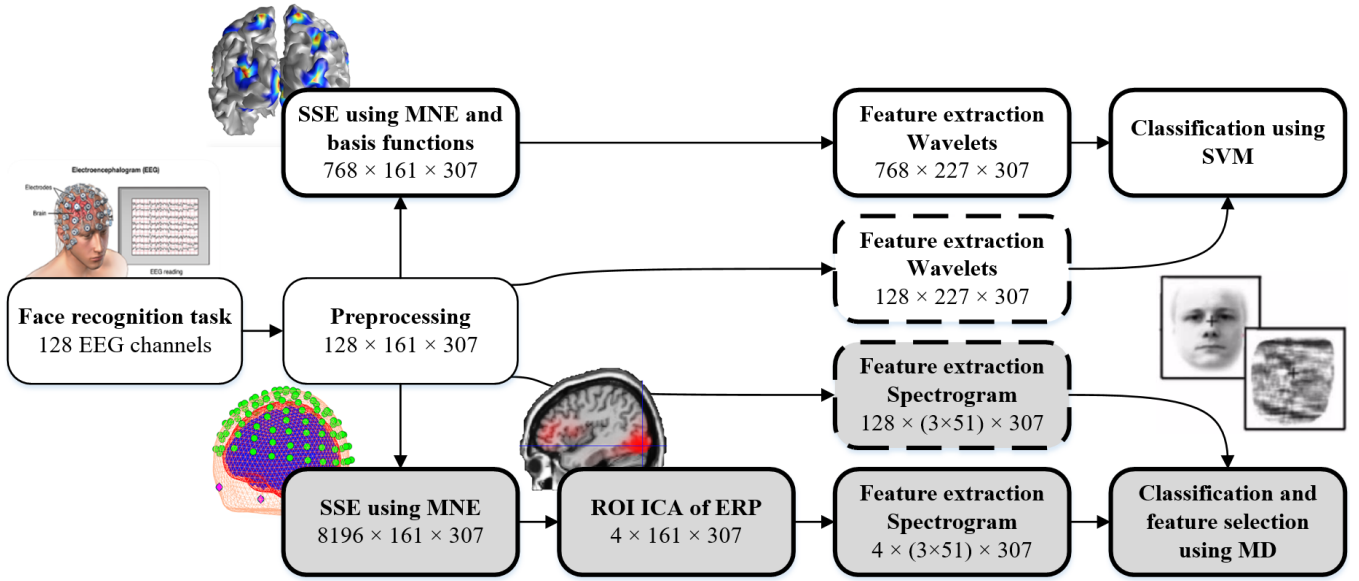 SSE using MNE and
basis functions
768 × 161 × 307
Feature extraction
Wavelets
768 × 227 × 307
Classification using
SVM
Electroencephalogram (EEG)
Electrodes
Brain
EEG reading
Feature extraction
Wavelets
128 × 227 × 307
Face recognition task
128 EEG channels
Preprocessing
128 × 161 × 307
Feature extraction
Spectrogram
128 × (3×51) × 307
SSE using MNE
8196 × 161 × 307
ROI ICA of ERP
4 × 161 × 307
Feature extraction
Spectrogram
4 × (3×51) × 307
Classification and
feature selection
using MD